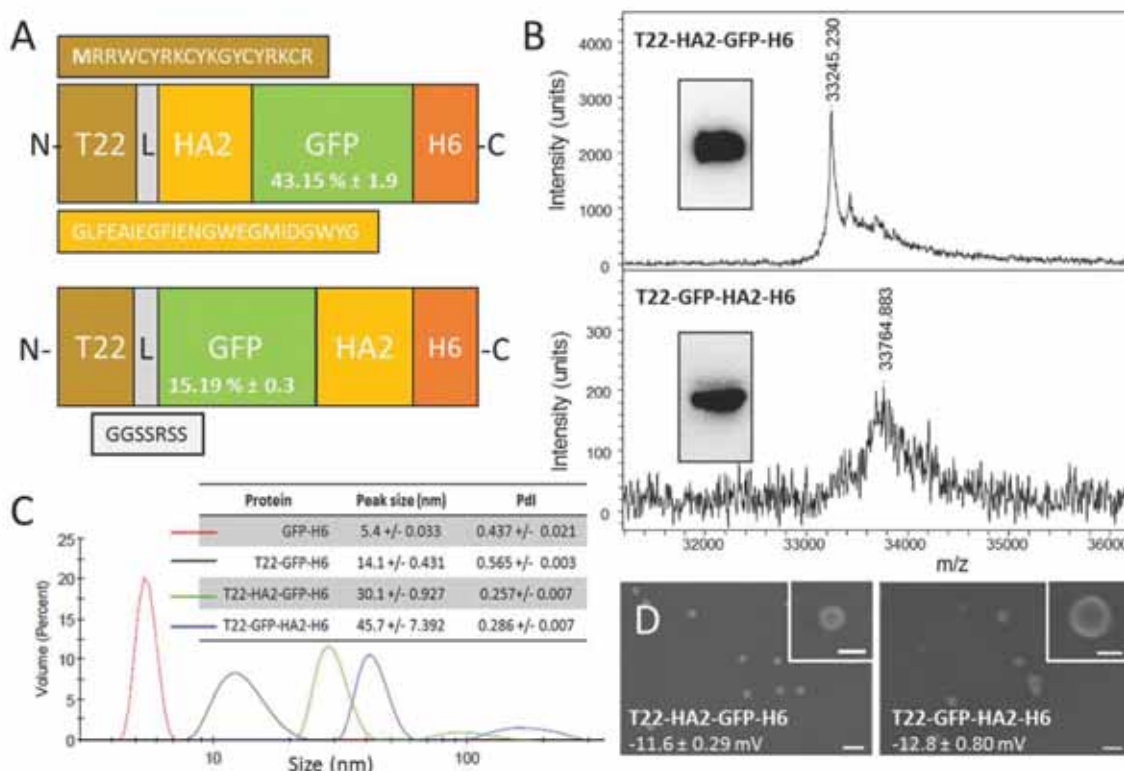 A
MRRWCYRKCYKGYCYRKCR
N- T22 L HA2 GFP H6 -C
43.15 % ± 1.9
GLFEAIEGFIENGWEGMIDGWYG
N- T22 L GFP HA2 H6 -C
15.19 % ± 0.3
GGSSRSS
B
T22-HA2-GFP-H6
33245.230
Intensity (units)
4000
3000
2000
1000
0
T22-GFP-HA2-H6
33764.883
Intensity (units)
300
200
100
0
32000 33000 34000 35000 36000
m/z
C
Protein Peak size (nm) PdI
GFP-H6 5.4 +/- 0.033 0.437 +/- 0.021
T22-GFP-H6 14.1 +/- 0.431 0.565 +/- 0.003
T22-HA2-GFP-H6 30.1 +/- 0.927 0.257+/- 0.007
T22-GFP-HA2-H6 45.7 +/- 7.392 0.286 +/- 0.007
Volume (Percent)
25
20
15
10
5
0
10 100
Size (nm)
D
T22-HA2-GFP-H6
-11.6 ± 0.29 mV
T22-GFP-HA2-H6
-12.8 ± 0.80 mV